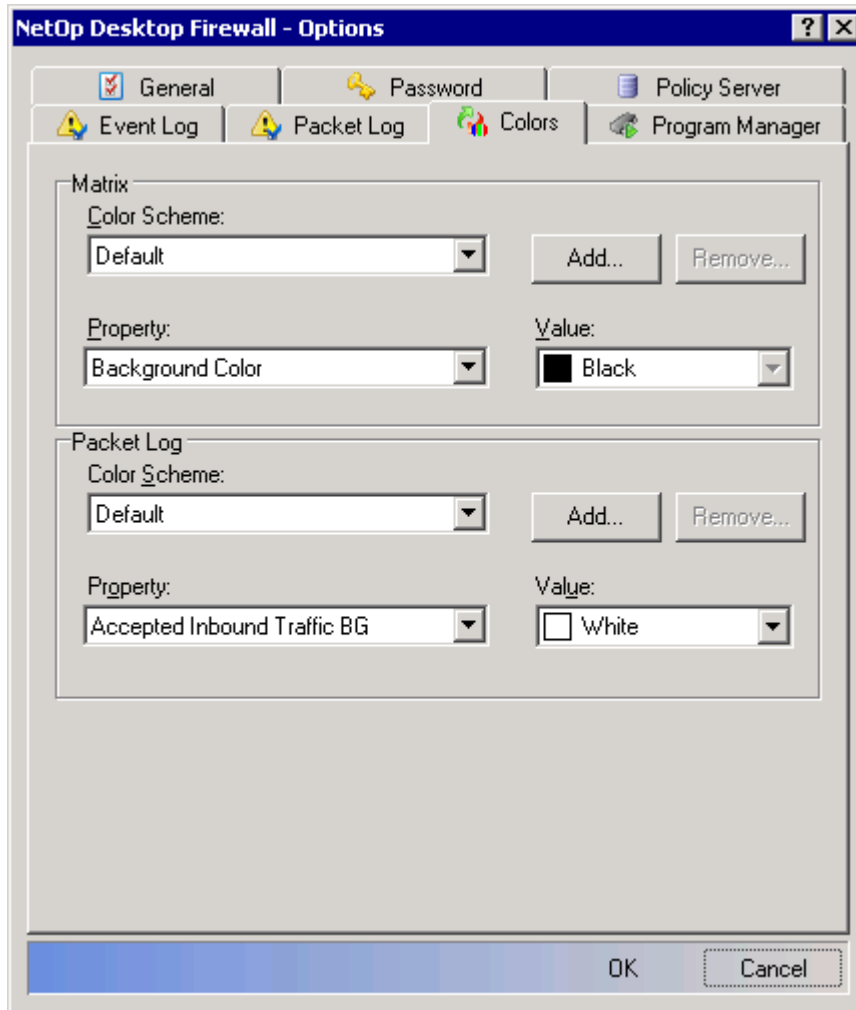 NetOp Desktop Firewall - Options
General Password Policy Server
Event Log Packet Log Colors Program Manager
Matrix
Color Scheme:
Default Add... Remove...
Property: Value:
Background Color Black
Packet Log
Color Scheme:
Default Add... Remove...
Property: Value:
Accepted Inbound Traffic BG White
OK Cancel